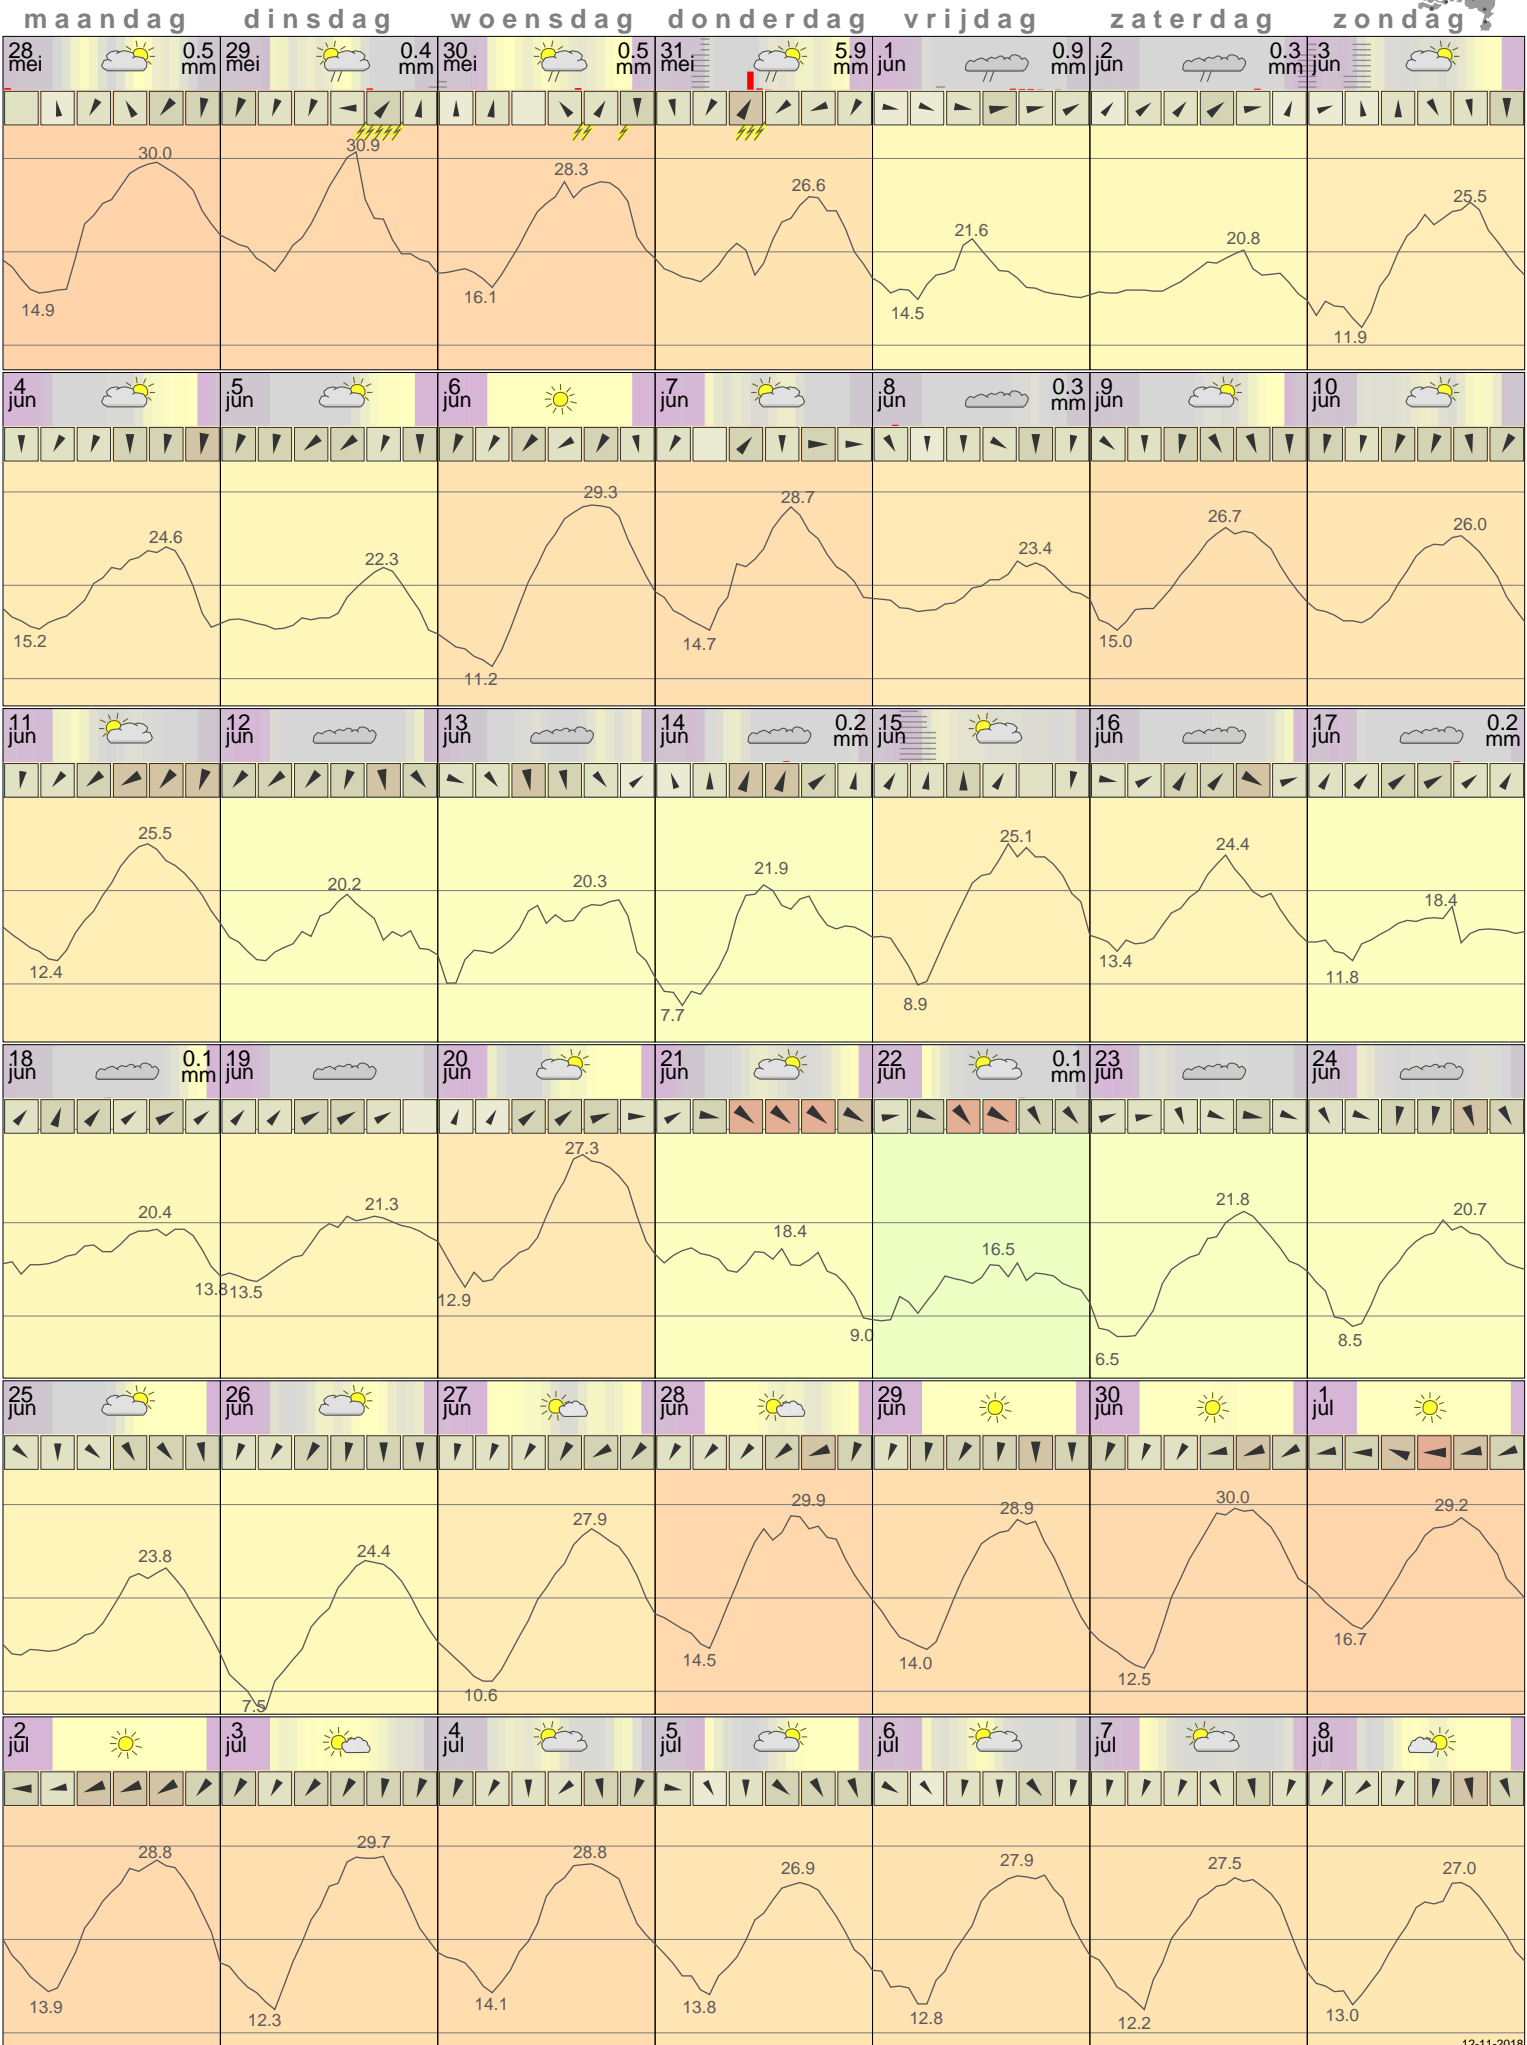 maandag dinsdag woensdag donderdag vrijdag zaterdag zondag
28 mei 0.5 mm 29 mei 0.4 mm 30 mei 0.5 mm 31 mei 5.9 mm 1 jun 0.9 mm 2 jun 0.3 mm 3 jun
30.0 30.9 28.3 26.6 21.6 20.8 25.5
14.9 16.1 14.5 11.9
4 jun 5 jun 6 jun 7 jun 8 jun 0.3 mm 9 jun 10 jun
24.6 22.3 29.3 28.7 23.4 26.7 26.0
15.2 11.2 14.7 15.0
11 jun 12 jun 13 jun 14 jun 0.2 mm 15 jun 16 jun 17 jun 0.2 mm
25.5 20.2 20.3 21.9 25.1 24.4 18.4
12.4 7.7 8.9 13.4 11.8
18 jun 0.1 mm 19 jun 20 jun 21 jun 22 jun 0.1 mm 23 jun 24 jun
20.4 21.3 27.3 18.4 16.5 21.8 20.7
13.8 13.5 12.9 9.0 6.5 8.5
25 jun 26 jun 27 jun 28 jun 29 jun 30 jun 1 jul
23.8 24.4 27.9 29.9 28.9 30.0 29.2
7.5 10.6 14.5 14.0 12.5 16.7
2 jul 3 jul 4 jul 5 jul 6 jul 7 jul 8 jul
28.8 29.7 28.8 26.9 27.9 27.5 27.0
13.9 12.3 14.1 13.8 12.8 12.2 13.0
12-11-2018